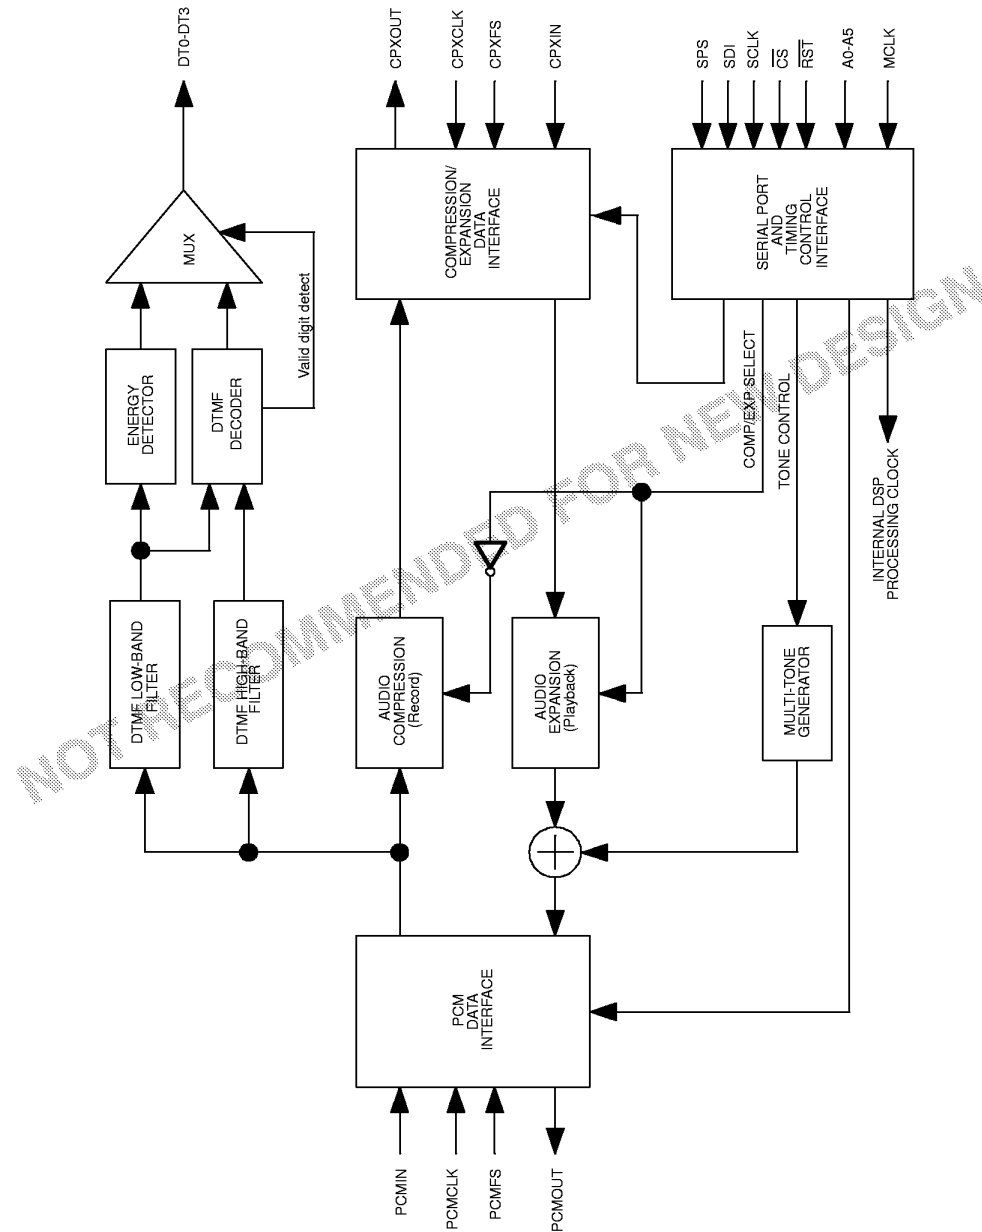 DT0-DT3
CPXOUT
CPXCLK
CPXFS
CPXIN
SPS
SDI
SCLK
CS
RST
A0-A5
MCLK
MUX
COMPRESSION/
EXPANSION
DATA
INTERFACE
SERIAL PORT
AND
TIMING
CONTROL
INTERFACE
Valid digit detect
ENERGY
DETECTOR
DTMF
DECODER
COMP/EXP SELECT
TONE CONTROL
INTERNAL DSP
PROCESSING CLOCK
DTMF LOW-BAND
FILTER
DTMF HIGH-BAND
FILTER
AUDIO
COMPRESSION
(Record)
AUDIO
EXPANSION
(Playback)
MULTI-TONE
GENERATOR
PCM
DATA
INTERFACE
PCMIN
PCMCLK
PCMFS
PCMOUT
NOT RECOMMENDED FOR NEW DESIGN